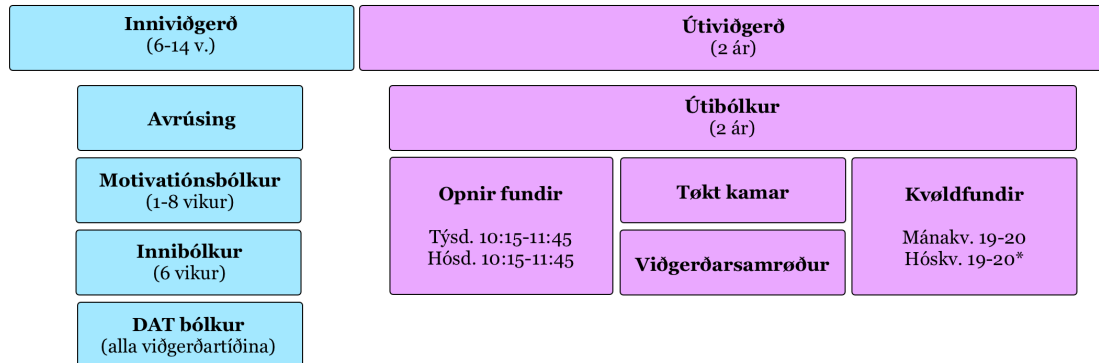 Inniviðgerð
(6-14 v.)
Útiviðgerð
(2 ár)
Avrúsing
Motivatiónsbólkur
(1-8 vikur)
Innibólkur
(6 vikur)
DAT bólkur
(alla viðgerðartíðina)
Útibólkur
(2 ár)
Opnir fundir
Týsd. 10:15-11:45
Hósd. 10:15-11:45
Tøkt kamar
Viðgerðarsamrøður
Kvøldfundir
Mánakv. 19-20
Hóskv. 19-20*